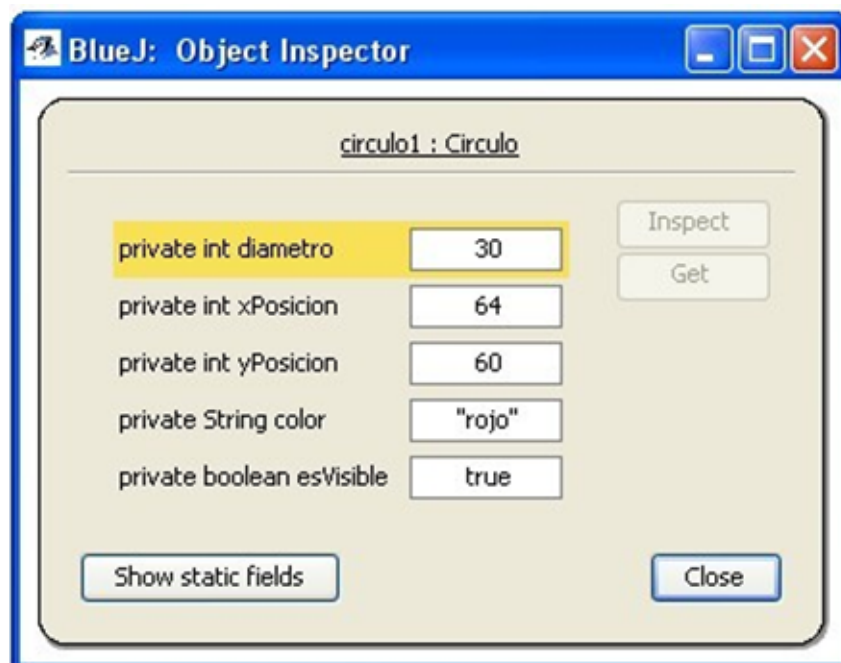 BlueJ: Object Inspector
circulo1 : Circulo
Inspect
private int diametro 30
Get
private int xPosicion 64
private int yPosicion 60
private String color "rojo"
private boolean esVisible true
Show static fields Close